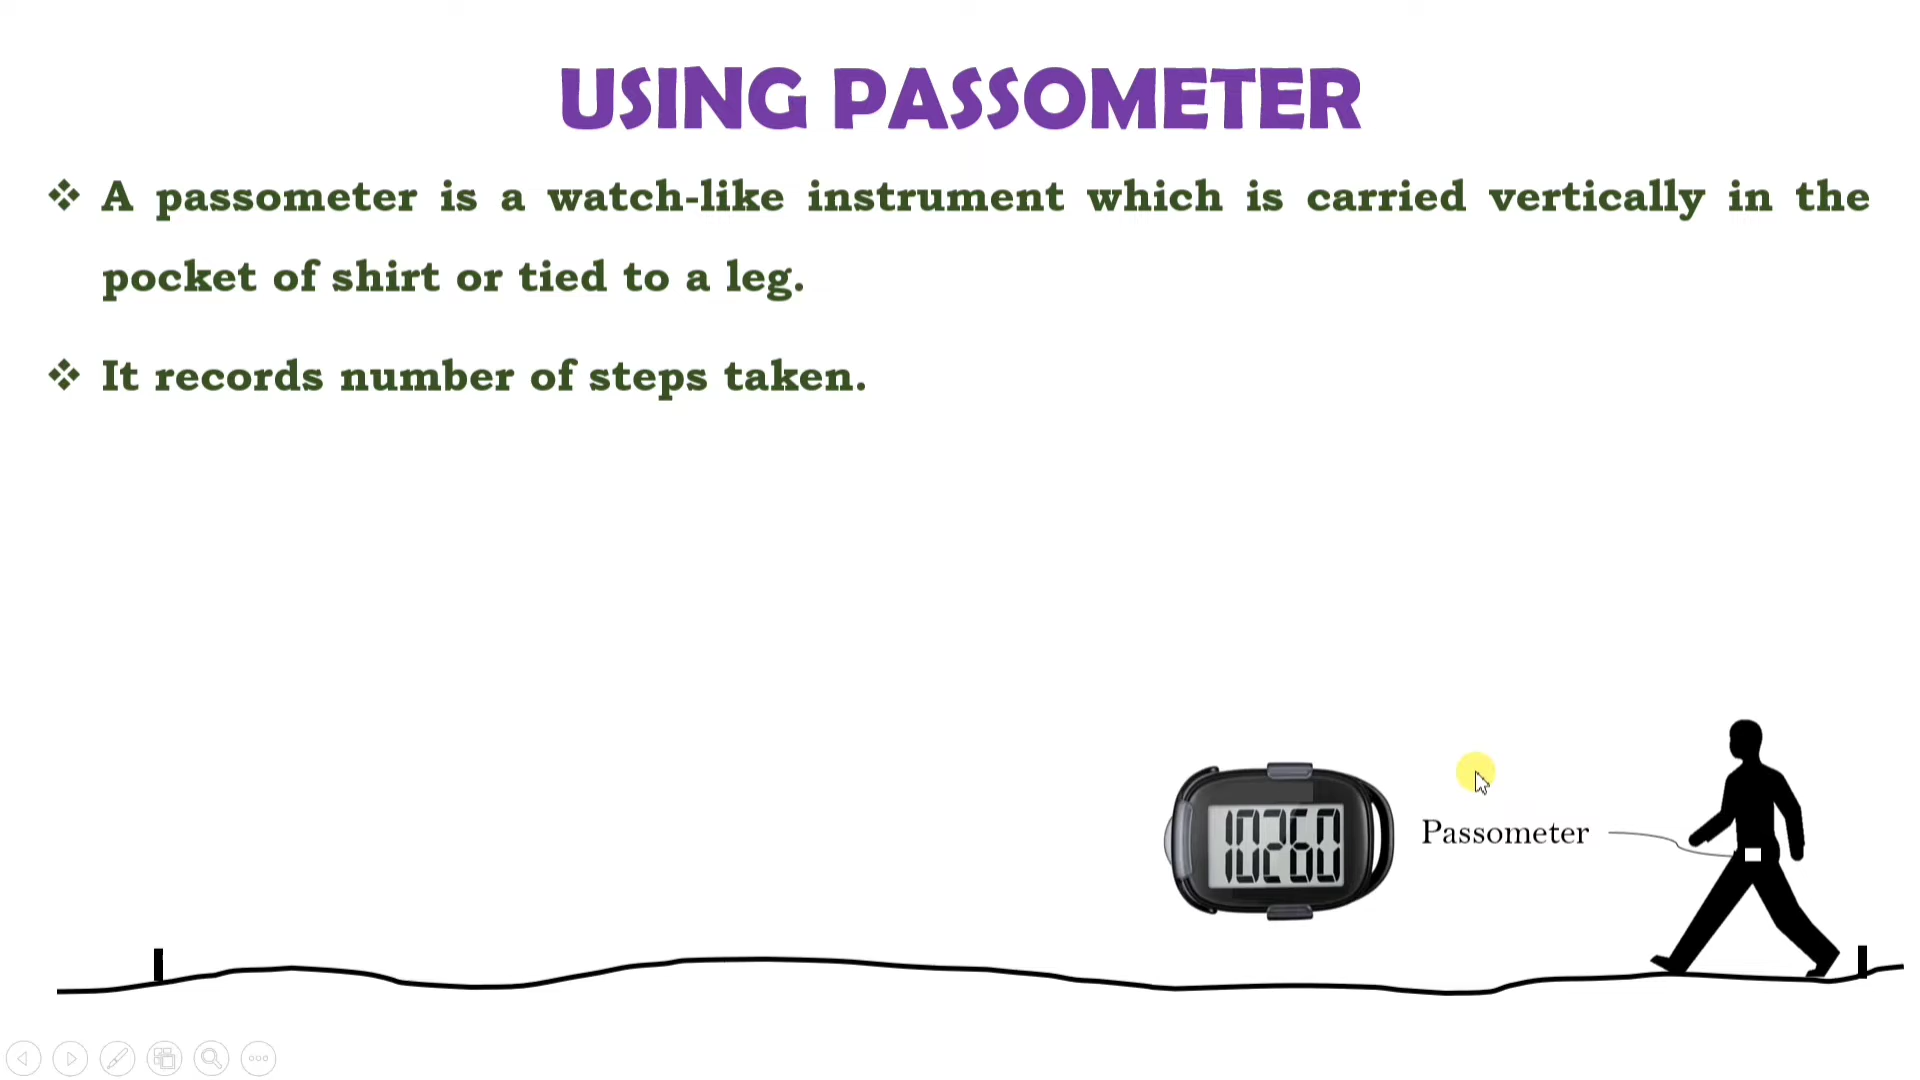 USING PASSOMETER
❖ A passometer is a watch-like instrument which is carried vertically in the
pocket of shirt or tied to a leg.
❖ It records number of steps taken.
10260
Passometer